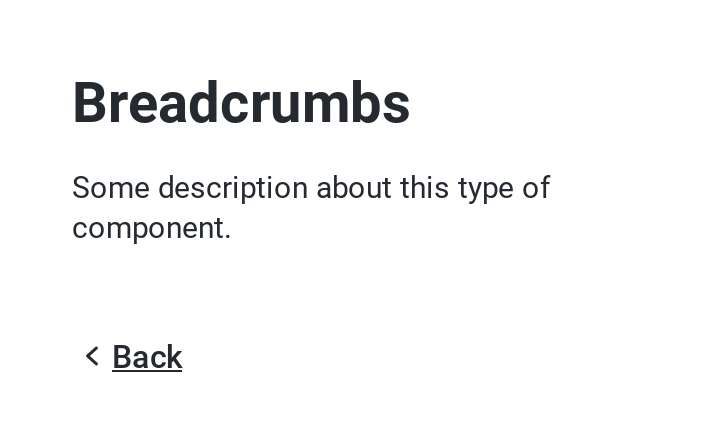 Breadcrumbs
Some description about this type of
component.
Back